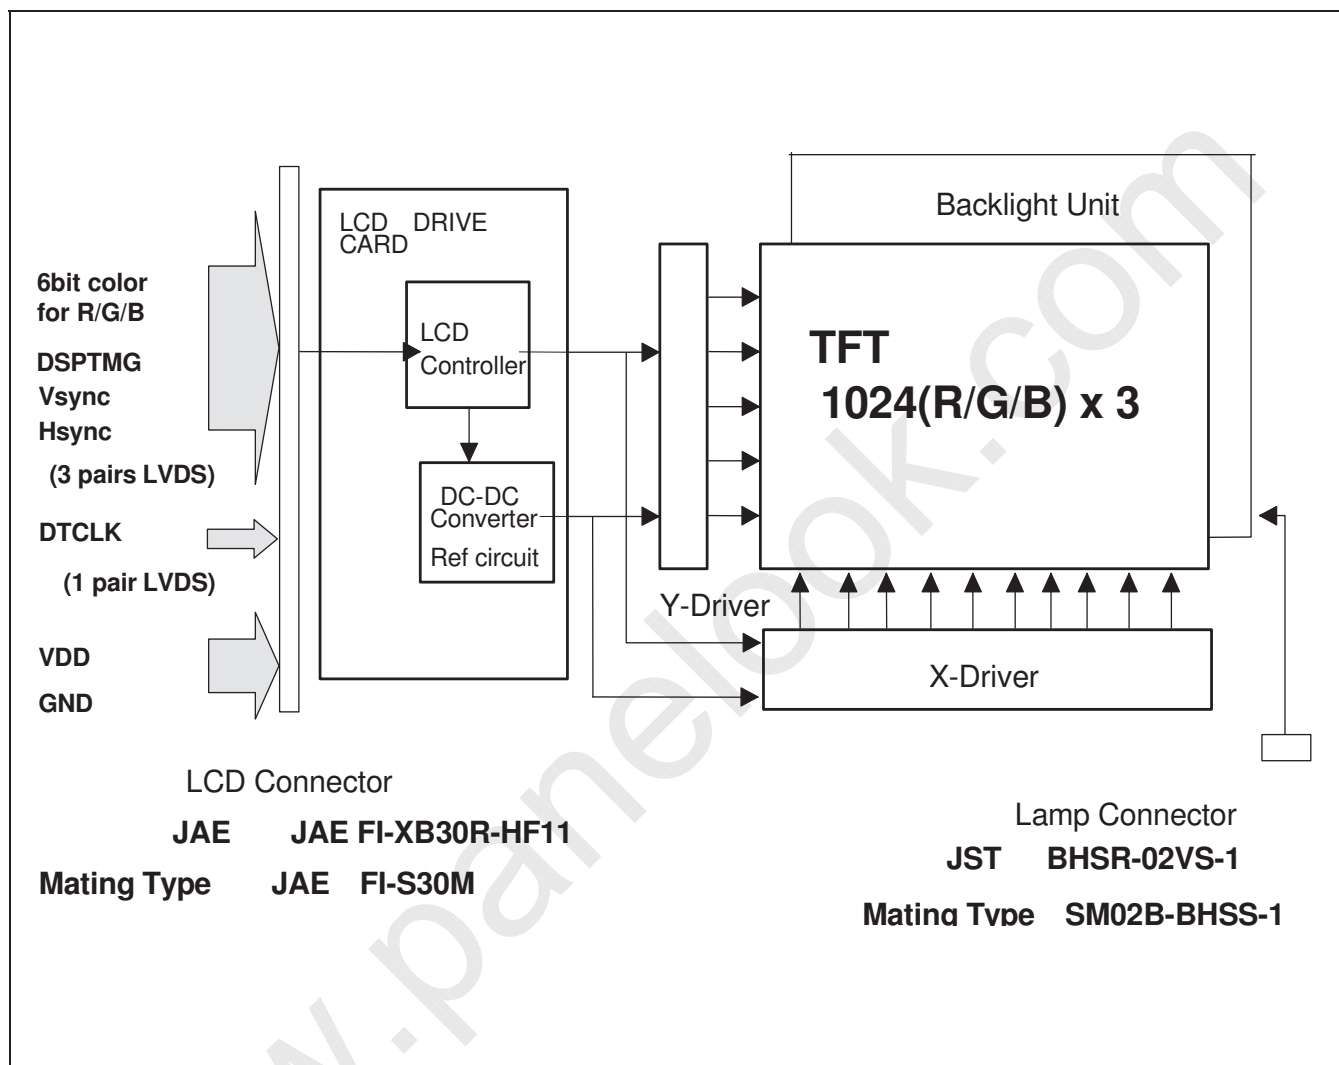 Backlight Unit
LCD DRIVE
CARD
6bit color
for R/G/B
DSPTMG
Vsync
Hsync
(3 pairs LVDS)
DTCLK
(1 pair LVDS)
VDD
GND
LCD
Controller
DC-DC
Converter
Ref circuit
TFT
1024(R/G/B) x 3
Y-Driver
X-Driver
LCD Connector
JAE JAE FI-XB30R-HF11
Mating Type JAE FI-S30M
Lamp Connector
JST BHSR-02VS-1
Mating Type SM02B-BHSS-1
w.panelook.com